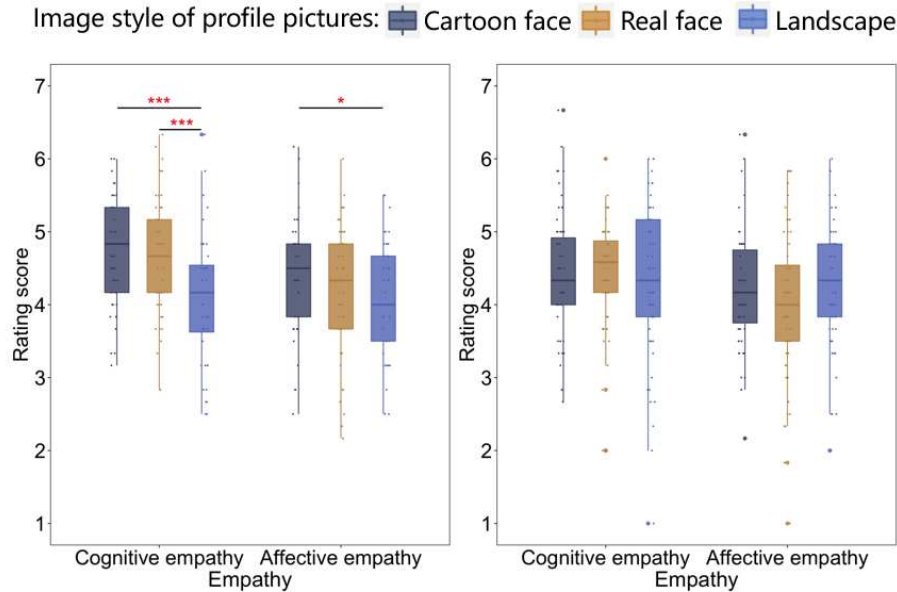 Image style of profile pictures: Cartoon face Real face Landscape
7
6
5
4
3
2
1
Rating score
*** 
***
*
Cognitive empathy Affective empathy
Empathy
7
6
5
4
3
2
1
Rating score
Cognitive empathy Affective empathy
Empathy